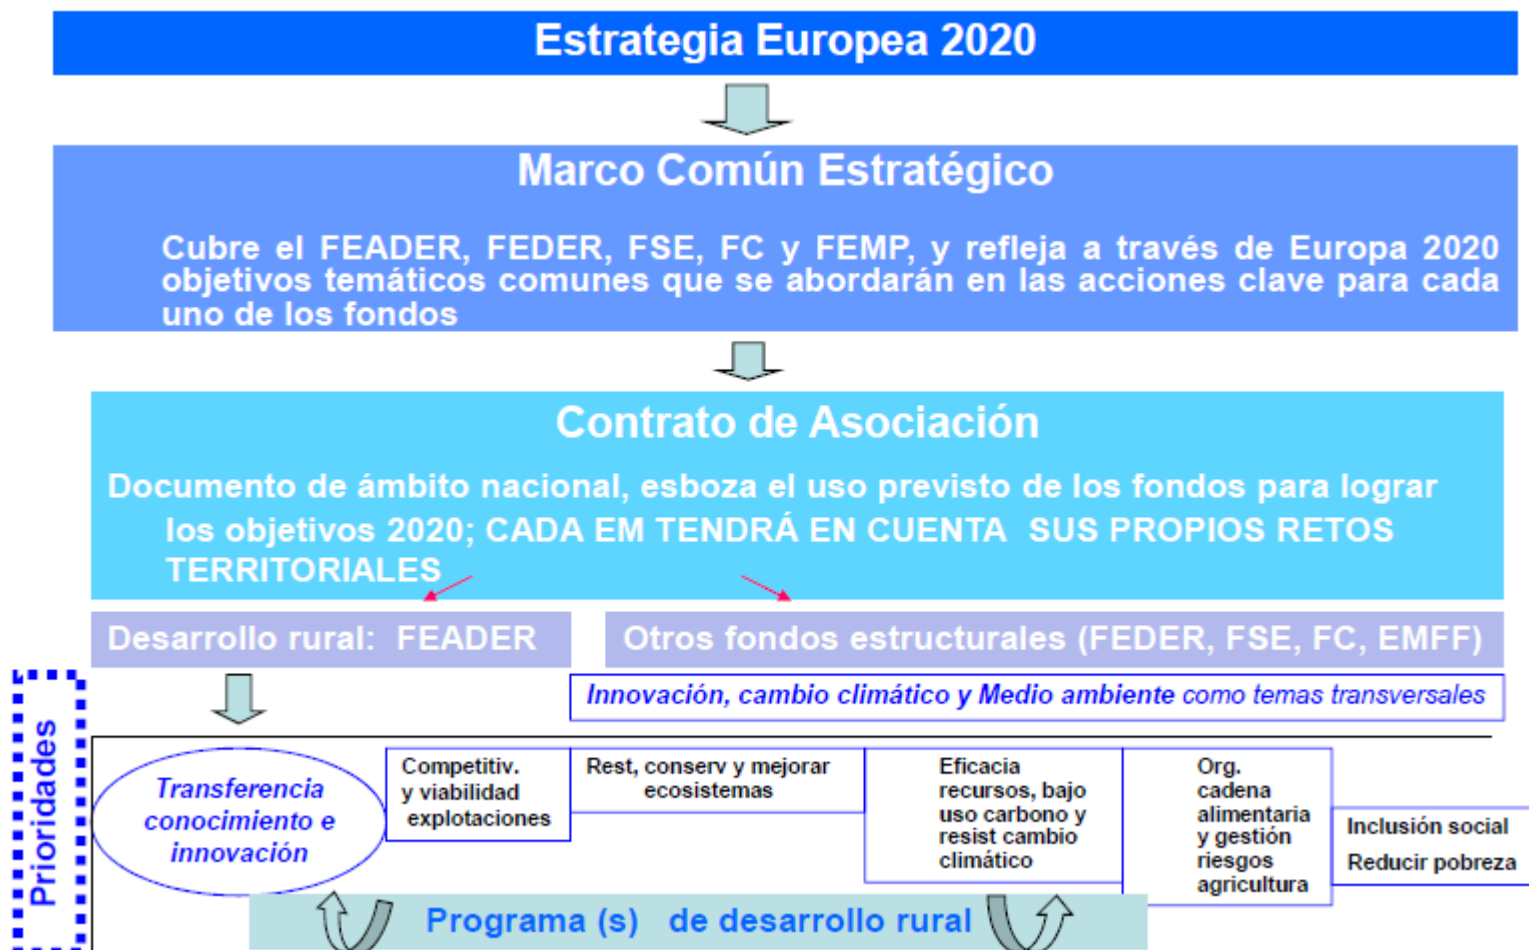 Estrategia Europea 2020
Marco Común Estratégico
Cubre el FEADER, FEDER, FSE, FC y FEMP, y refleja a través de Europa 2020
objetivos temáticos comunes que se abordarán en las acciones clave para cada
uno de los fondos
Contrato de Asociación
Documento de ámbito nacional, esboza el uso previsto de los fondos para lograr
los objetivos 2020; CADA EM TENDRÁ EN CUENTA SUS PROPIOS RETOS
TERRITORIALES
Desarrollo rural: FEADER
Otros fondos estructurales (FEDER, FSE, FC, EMFF)
Innovación, cambio climático y Medio ambiente como temas transversales
Prioridades
Transferencia
conocimiento e
innovación
Competitiv.
y viabilidad
explotaciones
Rest, conserv y mejorar
ecosistemas
Eficacia
recursos, bajo
uso carbono y
resist cambio
climático
Org.
cadena
alimentaria
y gestión
riesgos
agricultura
Inclusión social
Reducir pobreza
Programa (s) de desarrollo rural